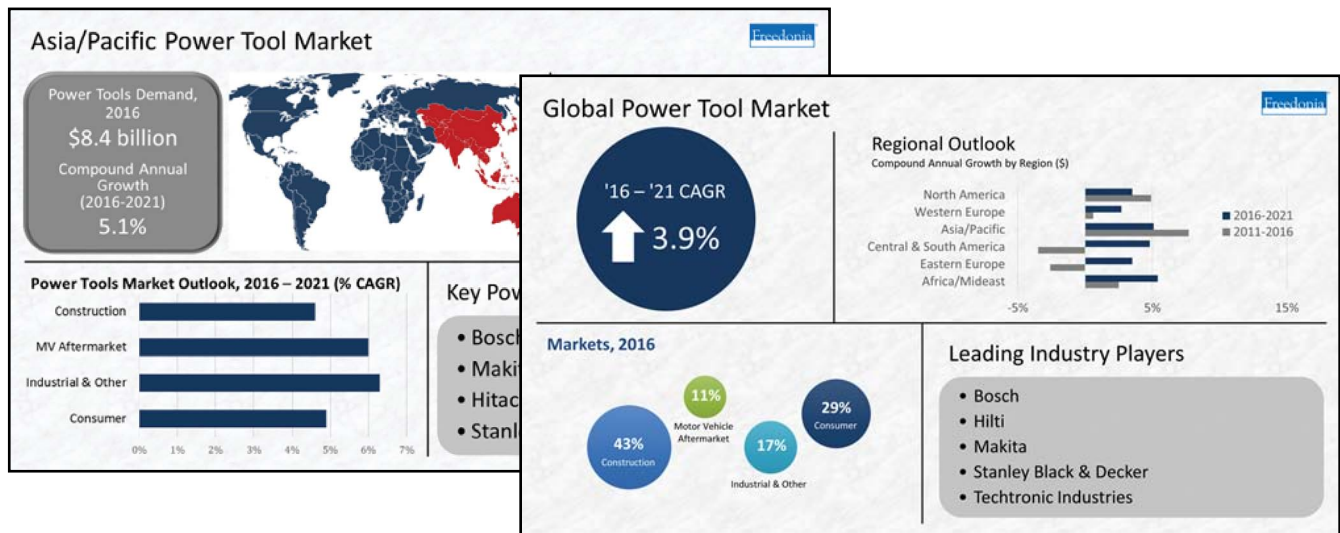 Asia/Pacific Power Tool Market
Freedonia
Power Tools Demand,
2016
$8.4 billion
Compound Annual
Growth
(2016-2021)
5.1%
Power Tools Market Outlook, 2016 – 2021 (% CAGR)
Construction
MV Aftermarket
Industrial & Other
Consumer
0% 1% 2% 3% 4% 5% 6% 7%
Key Pow
• Bosch
• Maki
• Hitac
• Stanl
Global Power Tool Market
Freedonia
'16 – '21 CAGR
3.9%
Regional Outlook
Compound Annual Growth by Region ($)
North America
Western Europe
Asia/Pacific
Central & South America
Eastern Europe
Africa/Mideast
2016-2021
2011-2016
-5% 5% 15%
Markets, 2016
43%
Construction
11%
Motor Vehicle
Aftermarket
17%
Industrial & Other
29%
Consumer
Leading Industry Players
• Bosch
• Hilti
• Makita
• Stanley Black & Decker
• Techtronic Industries